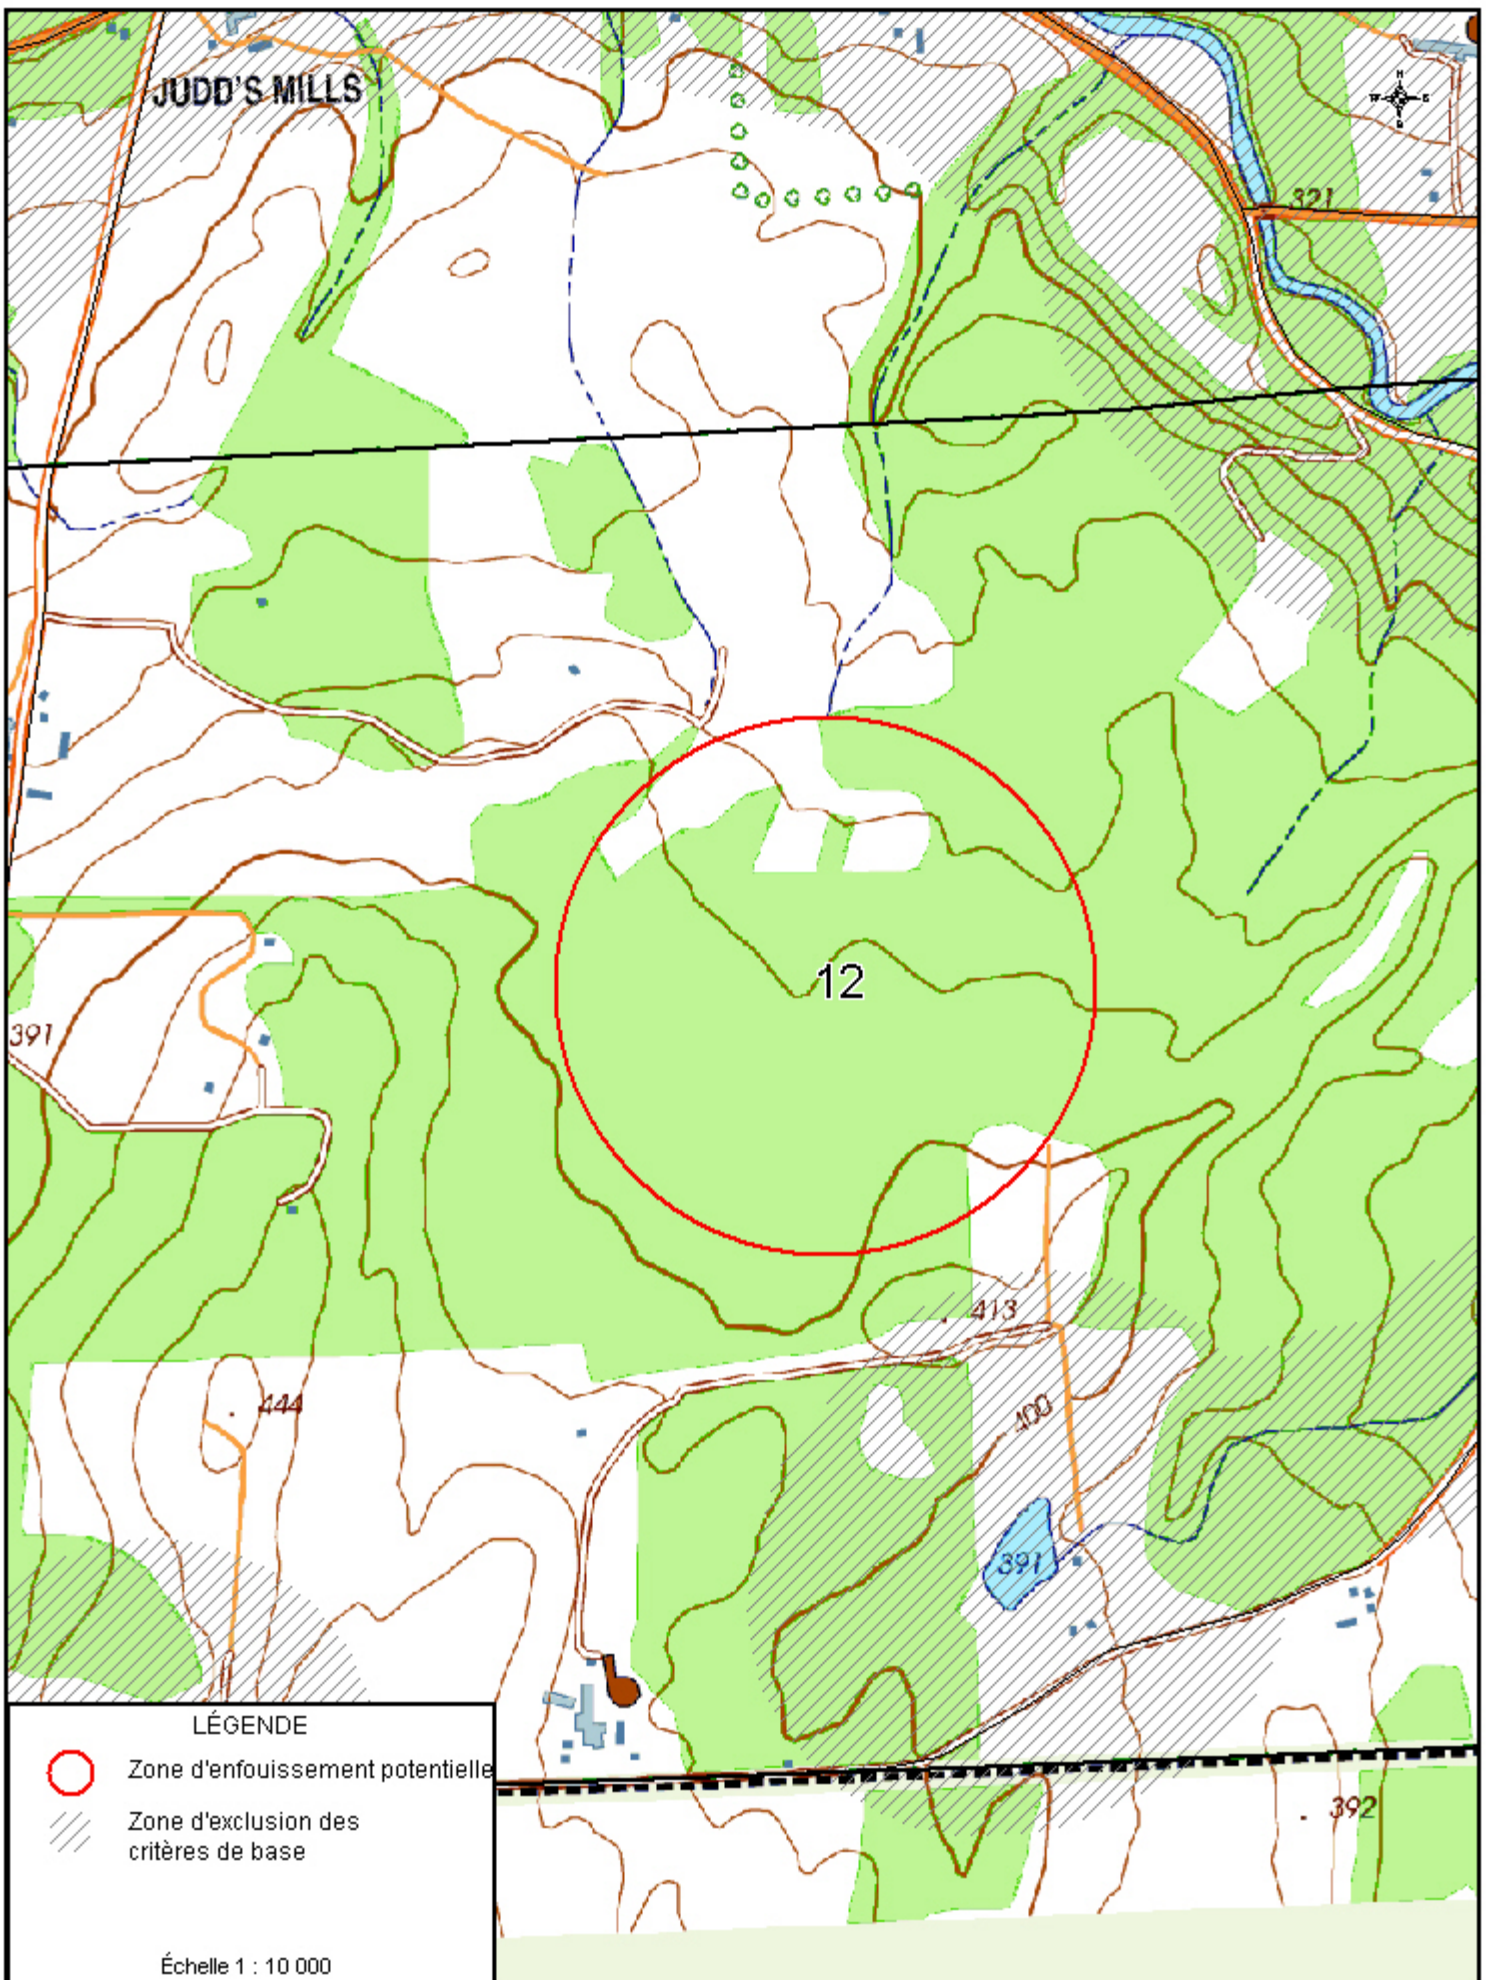 JUDD'S MILLS
N
W E
S
321
12
391
413
444
400
391
LÉGENDE
Zone d'enfouissement potentielle
Zone d'exclusion des
critères de base
392
Échelle 1 : 10 000